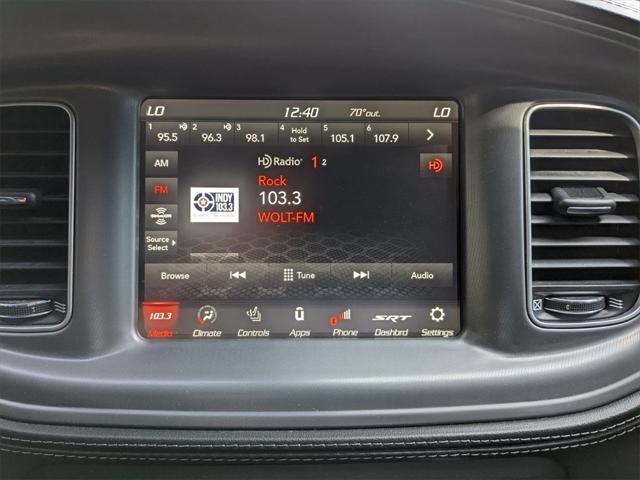 LO 12:40 70°out. LO
1 95.5 2 96.3 3 98.1 4 Hold to Set 5 105.1 6 107.9
AM
HD Radio 1 2
HD
FM
Rock
INDY 103.3
103.3
WOLT-FM
SiriusXM
Source Select
Browse Tune Audio
103.3 SRT
Media Climate Controls Apps Phone Dashbrd Settings